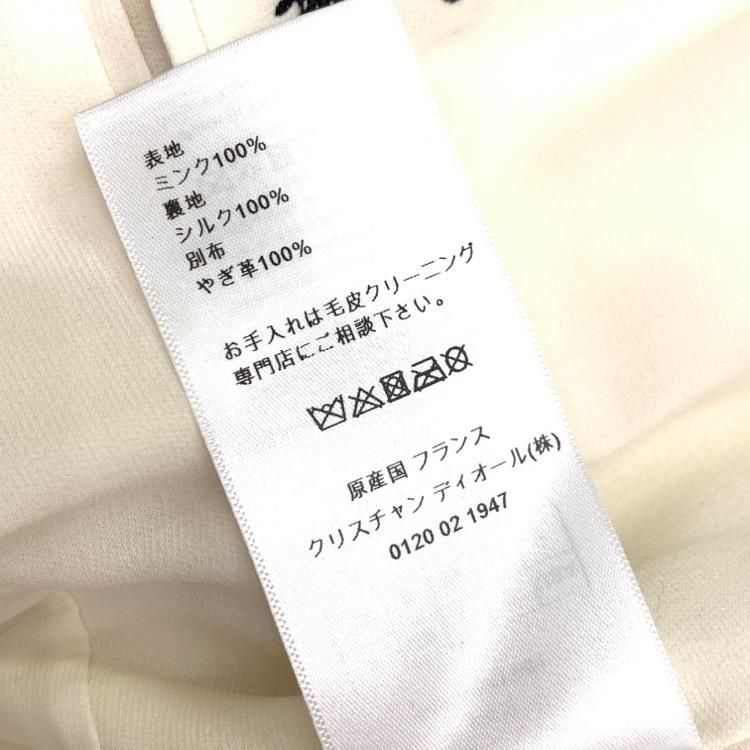 表地
ミンク100%
裏地
シルク100%
別布
やぎ革100%
お手入れは毛皮クリーニング
専門店にご相談下さい。
原産国 フランス
クリスチャン ディオール(株)
0120 02 1947